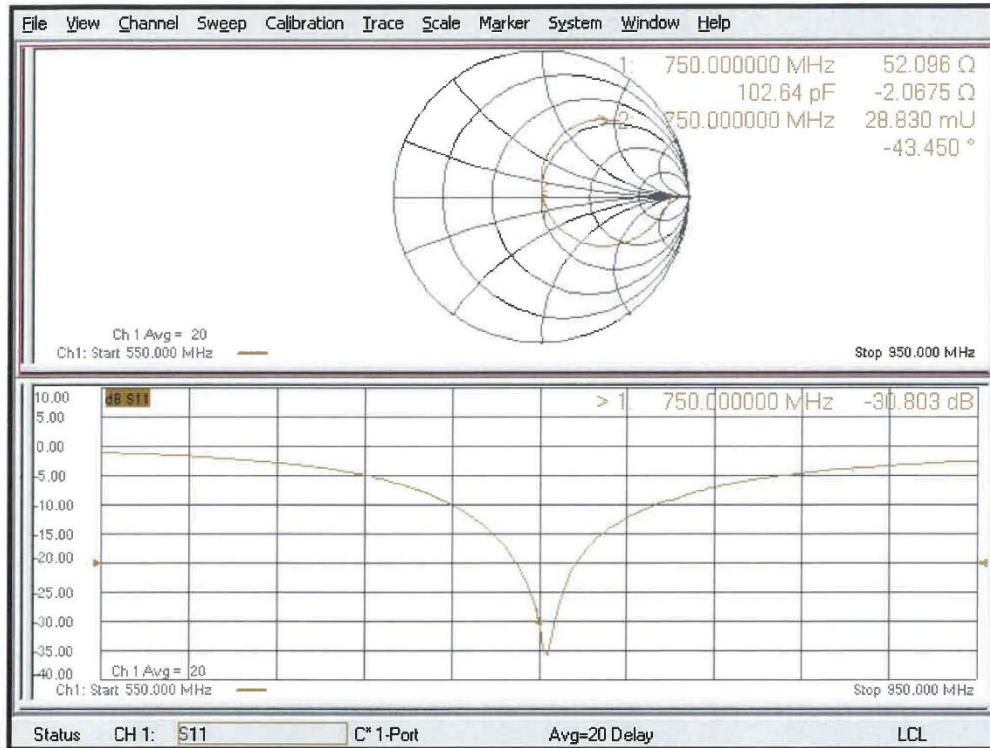 File View Channel Sweep Calibration Trace Scale Marker System Window Help
1: 750.000000 MHz 52.096 Ω
102.64 pF -2.0675 Ω
> 2: 750.000000 MHz 28.830 mU
-43.450 °
Ch 1 Avg = 20
Ch1: Start 550.000 MHz
Stop 950.000 MHz
dB S11
> 1: 750.000000 MHz -30.803 dB
10.00
5.00
0.00
-5.00
-10.00
-15.00
-20.00
-25.00
-30.00
-35.00
-40.00
Ch 1 Avg = 20
Ch1: Start 550.000 MHz
Stop 950.000 MHz
Status CH 1: S11 C* 1-Port Avg=20 Delay LCL